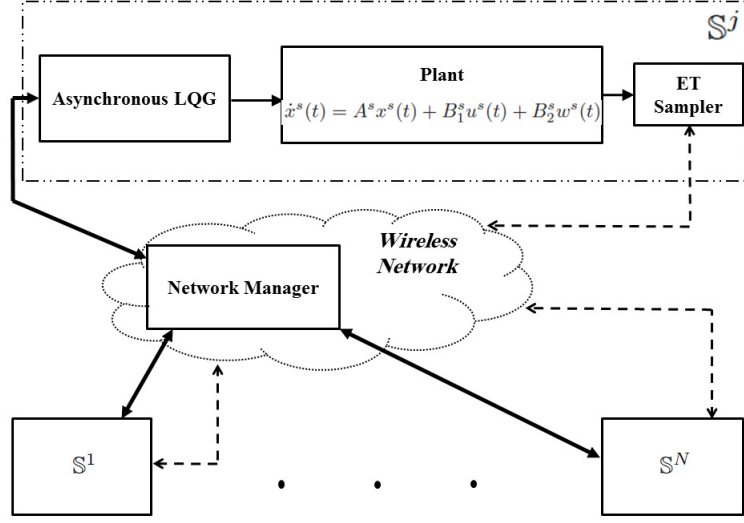 𝕊^j
Asynchronous LQG
Plant
ẋ^s(t) = A^s x^s(t) + B_1^s u^s(t) + B_2^s w^s(t)
ET
Sampler
Wireless
Network
Network Manager
𝕊^1
𝕊^N
. . .